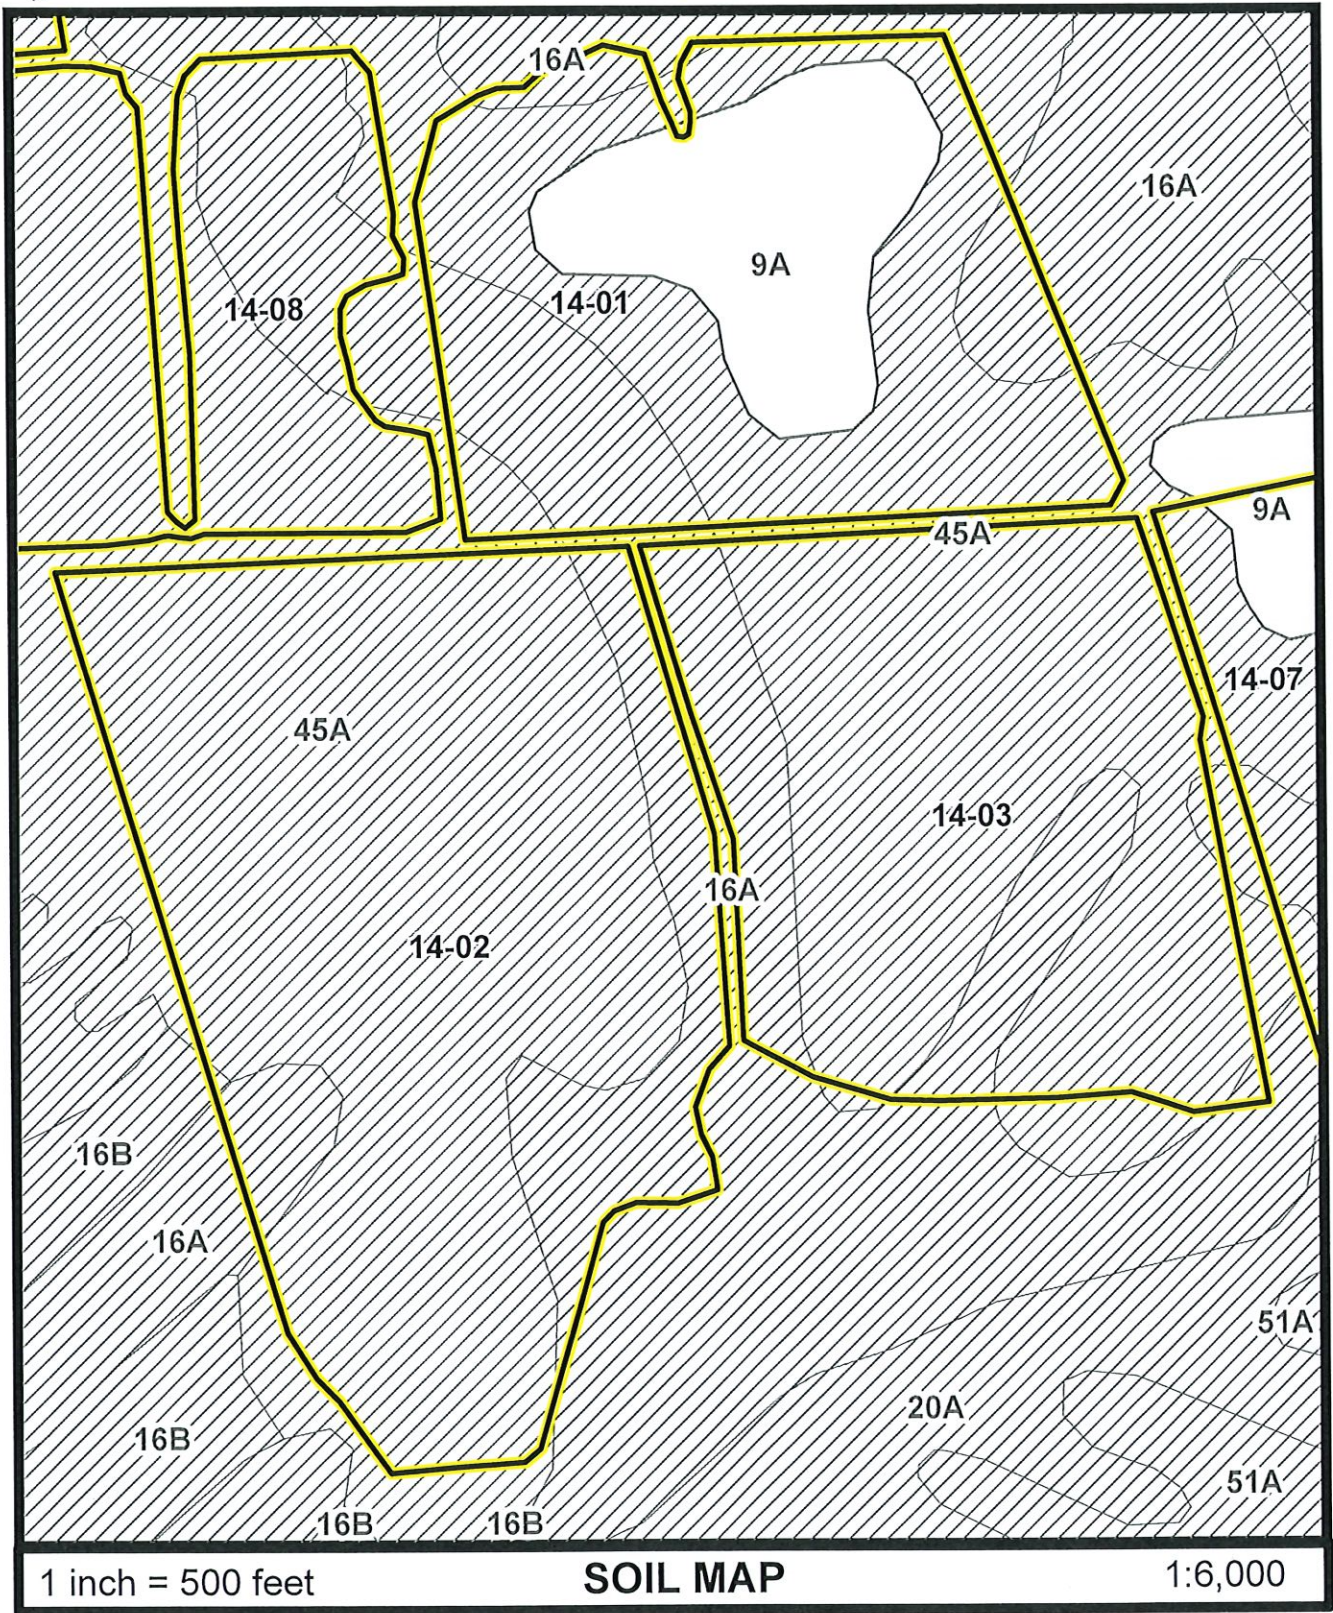 16A
16A
9A
14-08
14-01
9A
45A
14-07
45A
14-03
16A
14-02
16B
16A
51A
20A
16B
51A
16B
16B
1 inch = 500 feet
SOIL MAP
1:6,000